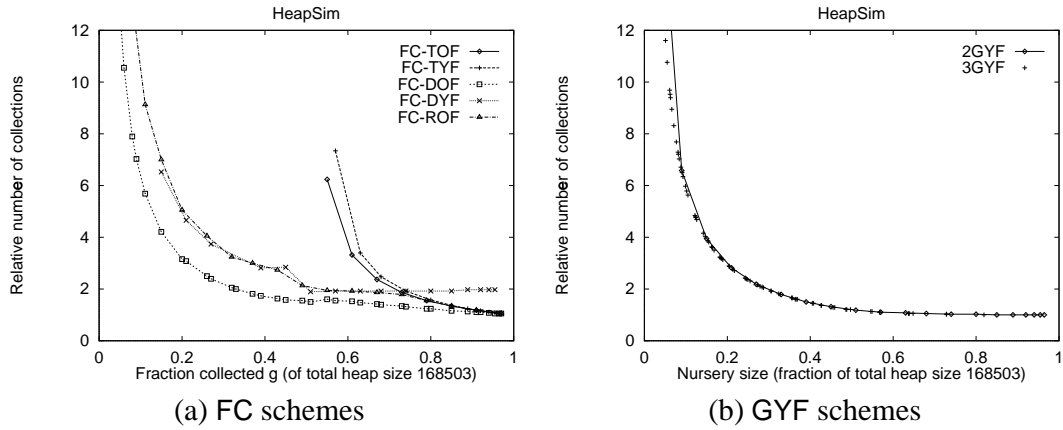 HeapSim
Relative number of collections
12
10
8
6
4
2
0
FC-TOF
FC-TYF
FC-DOF
FC-DYF
FC-ROF
0 0.2 0.4 0.6 0.8 1
Fraction collected g (of total heap size 168503)
(a) FC schemes
HeapSim
Relative number of collections
12
10
8
6
4
2
0
2GYF
3GYF
0 0.2 0.4 0.6 0.8 1
Nursery size (fraction of total heap size 168503)
(b) GYF schemes